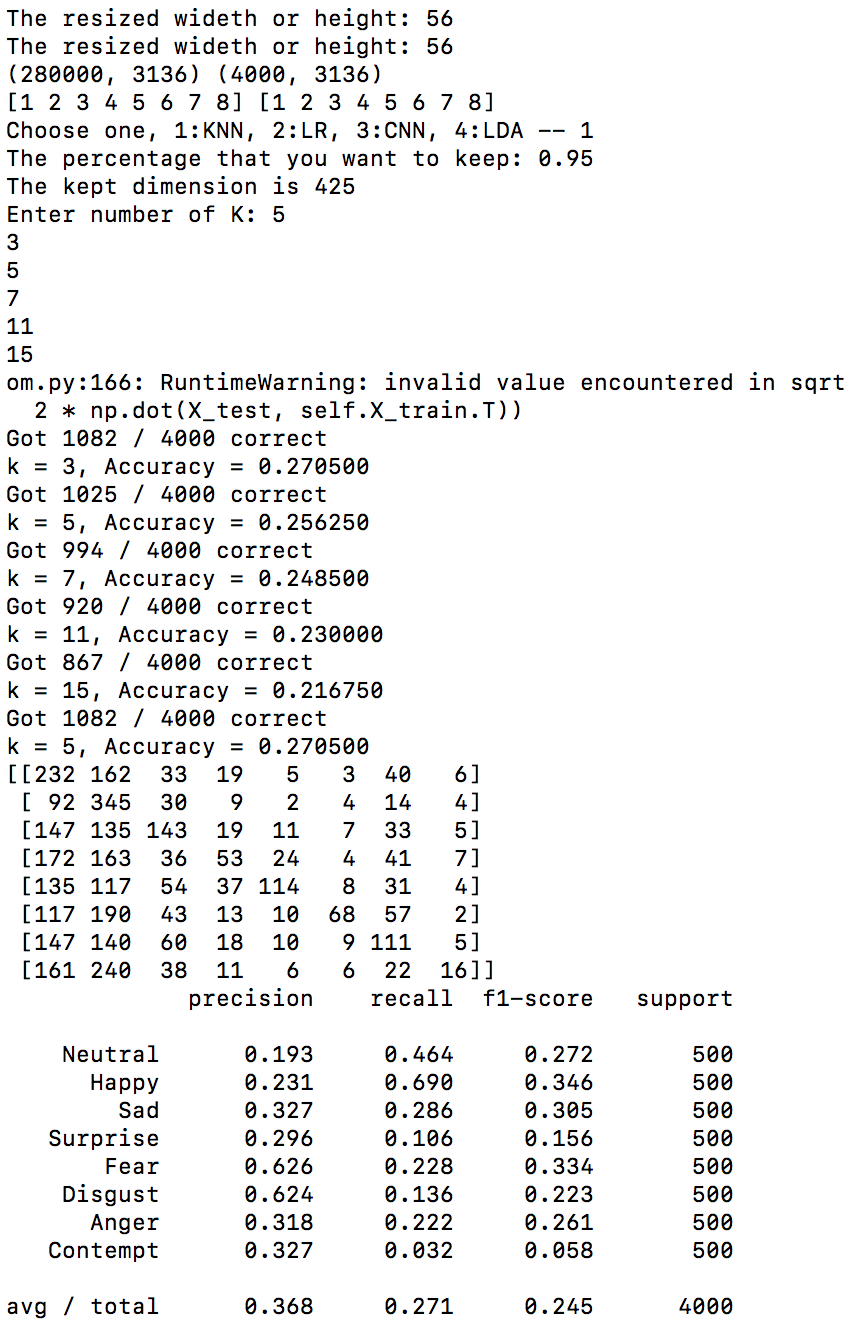 The resized wideth or height: 56
The resized wideth or height: 56
(280000, 3136) (4000, 3136)
[1 2 3 4 5 6 7 8] [1 2 3 4 5 6 7 8]
Choose one, 1:KNN, 2:LR, 3:CNN, 4:LDA -- 1
The percentage that you want to keep: 0.95
The kept dimension is 425
Enter number of K: 5
3
5
7
11
15
om.py:166: RuntimeWarning: invalid value encountered in sqrt
  2 * np.dot(X_test, self.X_train.T))
Got 1082 / 4000 correct
k = 3, Accuracy = 0.270500
Got 1025 / 4000 correct
k = 5, Accuracy = 0.256250
Got 994 / 4000 correct
k = 7, Accuracy = 0.248500
Got 920 / 4000 correct
k = 11, Accuracy = 0.230000
Got 867 / 4000 correct
k = 15, Accuracy = 0.216750
Got 1082 / 4000 correct
k = 5, Accuracy = 0.270500
[[232 162  33  19   5   3  40   6]
 [ 92 345  30   9   2   4  14   4]
 [147 135 143  19  11   7  33   5]
 [172 163  36  53  24   4  41   7]
 [135 117  54  37 114   8  31   4]
 [117 190  43  13  10  68  57   2]
 [147 140  60  18  10   9 111   5]
 [161 240  38  11   6   6  22  16]]
             precision    recall  f1-score   support

    Neutral      0.193     0.464     0.272       500
      Happy      0.231     0.690     0.346       500
        Sad      0.327     0.286     0.305       500
   Surprise      0.296     0.106     0.156       500
       Fear      0.626     0.228     0.334       500
    Disgust      0.624     0.136     0.223       500
      Anger      0.318     0.222     0.261       500
   Contempt      0.327     0.032     0.058       500

avg / total      0.368     0.271     0.245      4000